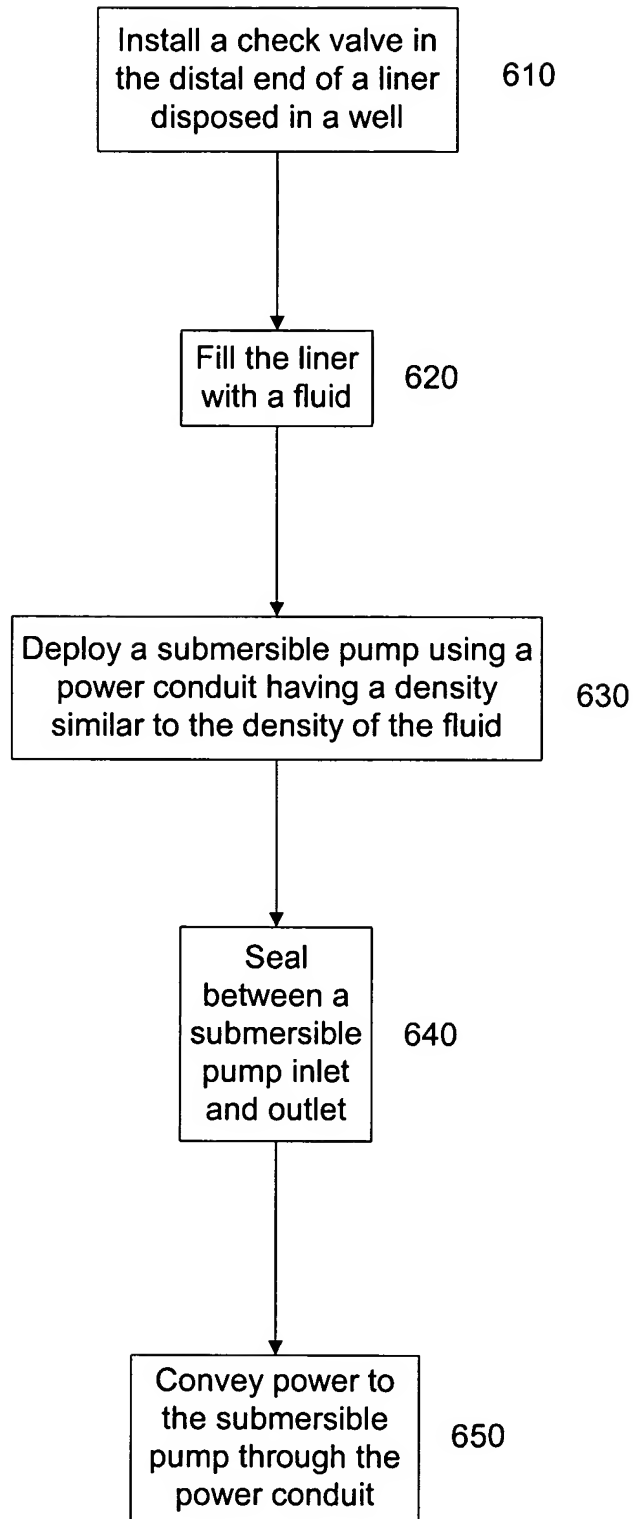 Install a check valve in
the distal end of a liner
disposed in a well
610
Fill the liner
with a fluid
620
Deploy a submersible pump using a
power conduit having a density
similar to the density of the fluid
630
Seal
between a
submersible
pump inlet
and outlet
640
Convey power to
the submersible
pump through the
power conduit
650